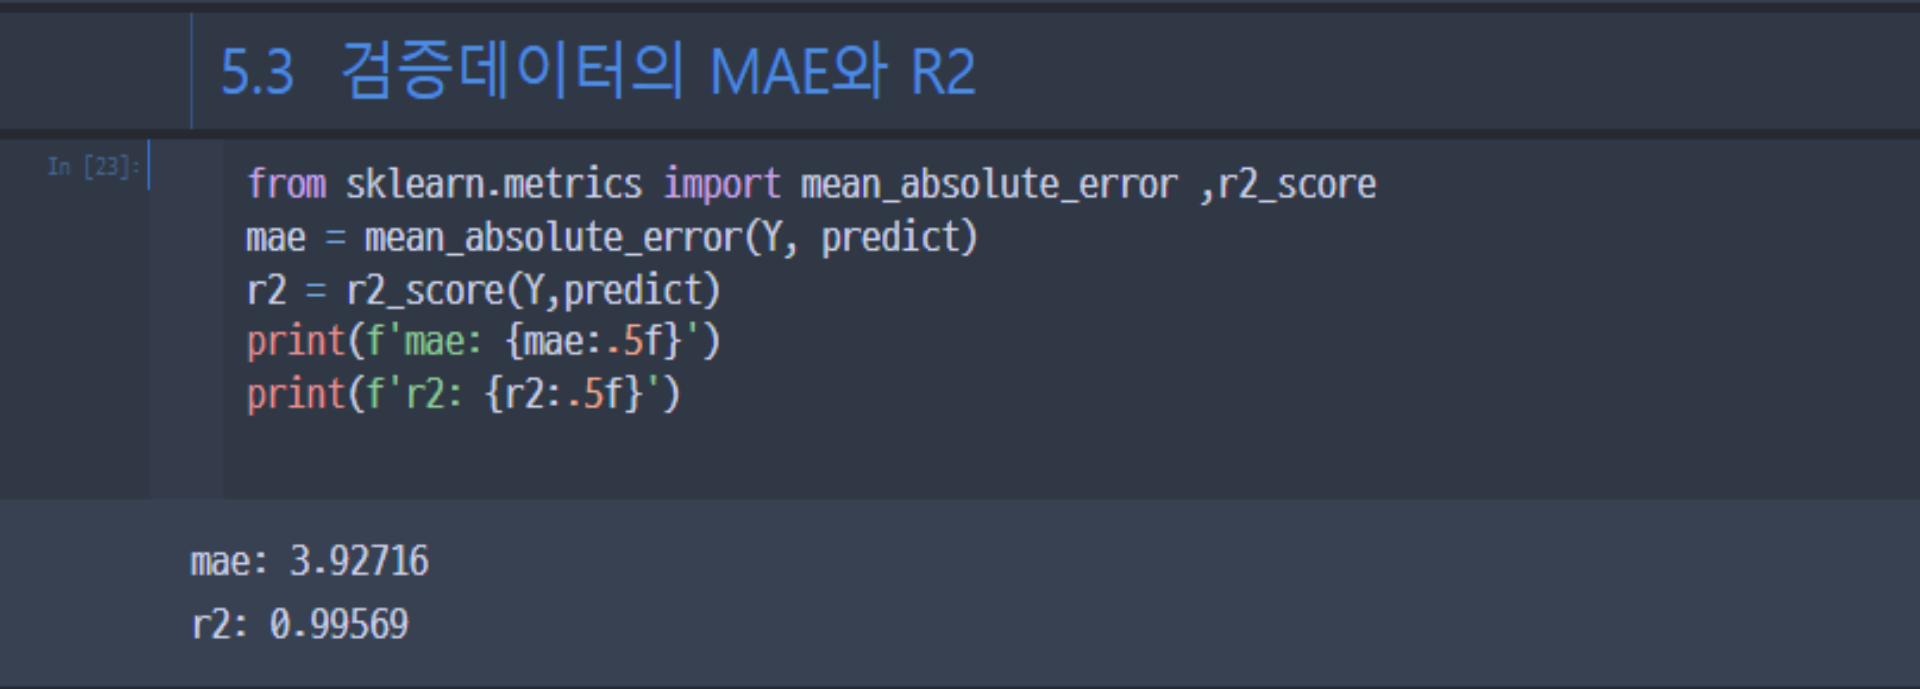 5.3 검증데이터의 MAE와 R2
In [23]:
from sklearn.metrics import mean_absolute_error ,r2_score
mae = mean_absolute_error(Y, predict)
r2 = r2_score(Y,predict)
print(f'mae: {mae:.5f}')
print(f'r2: {r2:.5f}')
mae: 3.92716
r2: 0.99569